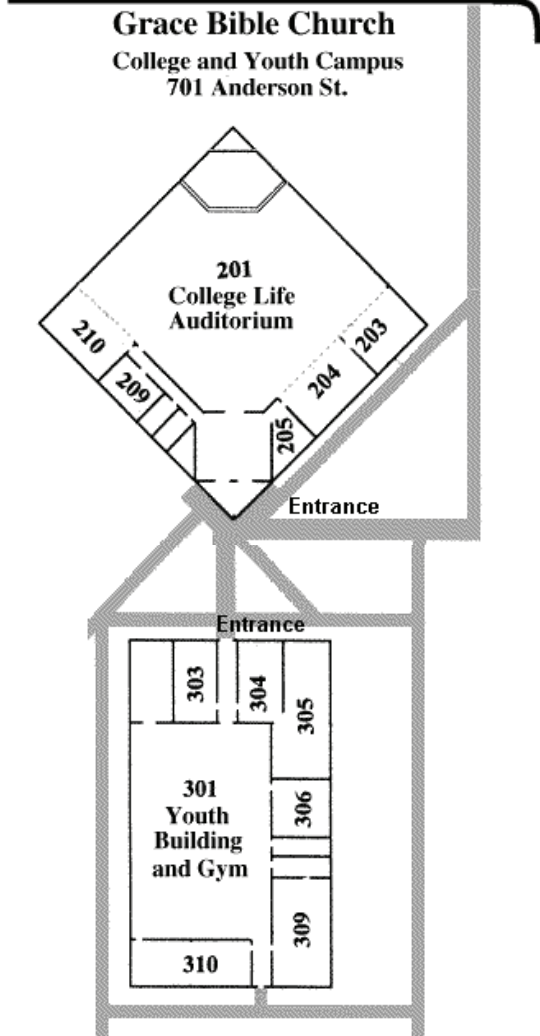 Grace Bible Church
College and Youth Campus
701 Anderson St.
201
College Life
Auditorium
210
209
203
204
205
Entrance
Entrance
303
304
305
301
Youth
Building
and Gym
306
309
310